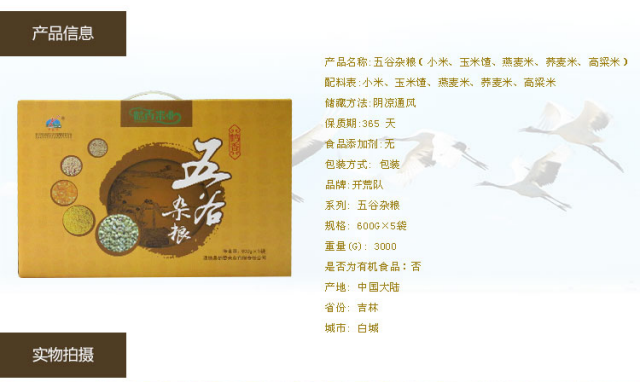 产品信息
产品名称:五谷杂粮(小米、玉米馇、燕麦米、荞麦米、高粱米)
配料表:小米、玉米馇、燕麦米、荞麦米、高粱米
储藏方法:阴凉通风
保质期:365 天
食品添加剂:无
包装方式: 包装
品牌:开荒队
系列: 五谷杂粮
规格: 600G×5袋
重量(G): 3000
是否为有机食品:否
产地: 中国大陆
省份: 吉林
城市: 白城
五谷
杂粮
实物拍摄